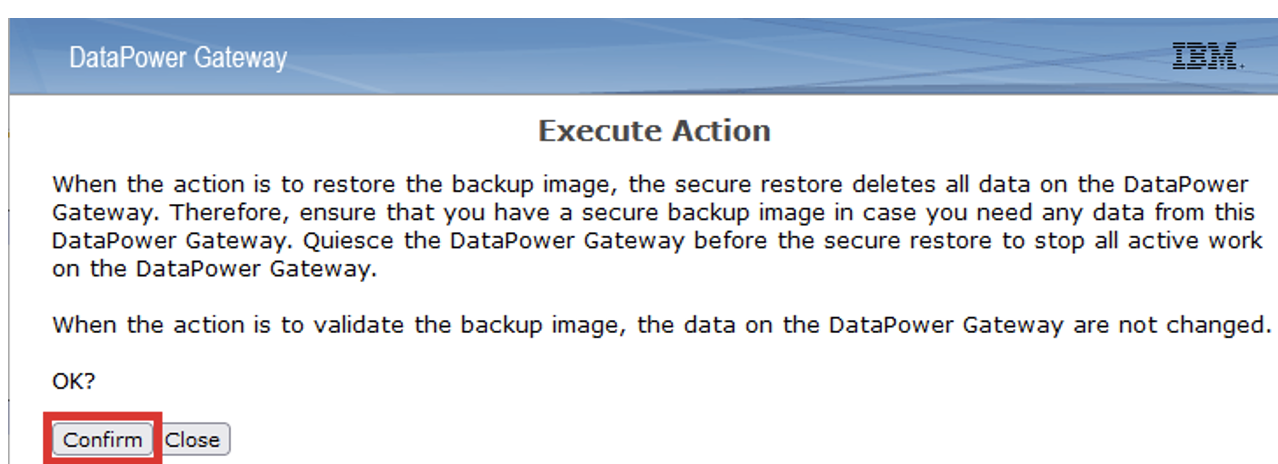 DataPower Gateway
IBM.
Execute Action
When the action is to restore the backup image, the secure restore deletes all data on the DataPower
Gateway. Therefore, ensure that you have a secure backup image in case you need any data from this
DataPower Gateway. Quiesce the DataPower Gateway before the secure restore to stop all active work
on the DataPower Gateway.
When the action is to validate the backup image, the data on the DataPower Gateway are not changed.
OK?
Confirm Close